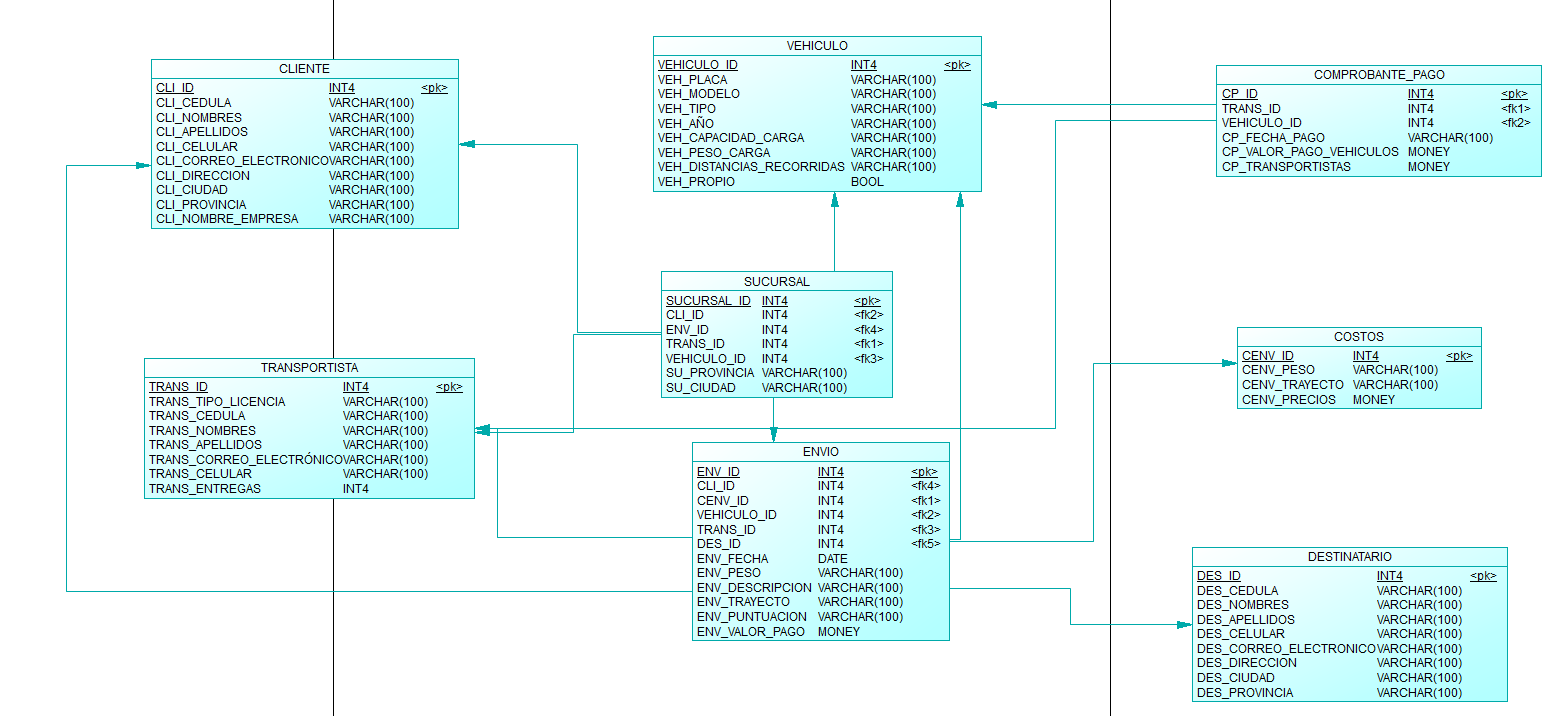 CLIENTE
CLI_ID INT4 <pk>
CLI_CEDULA VARCHAR(100)
CLI_NOMBRES VARCHAR(100)
CLI_APELLIDOS VARCHAR(100)
CLI_CELULAR VARCHAR(100)
CLI_CORREO_ELECTRONICO VARCHAR(100)
CLI_DIRECCION VARCHAR(100)
CLI_CIUDAD VARCHAR(100)
CLI_PROVINCIA VARCHAR(100)
CLI_NOMBRE_EMPRESA VARCHAR(100)
VEHICULO
VEHICULO_ID INT4 <pk>
VEH_PLACA VARCHAR(100)
VEH_MODELO VARCHAR(100)
VEH_TIPO VARCHAR(100)
VEH_AÑO VARCHAR(100)
VEH_CAPACIDAD_CARGA VARCHAR(100)
VEH_PESO_CARGA VARCHAR(100)
VEH_DISTANCIAS_RECORRIDAS VARCHAR(100)
VEH_PROPIO BOOL
COMPROBANTE_PAGO
CP_ID INT4 <pk>
TRANS_ID INT4 <fk1>
VEHICULO_ID INT4 <fk2>
CP_FECHA_PAGO VARCHAR(100)
CP_VALOR_PAGO_VEHICULOS MONEY
CP_TRANSPORTISTAS MONEY
SUCURSAL
SUCURSAL_ID INT4 <pk>
CLI_ID INT4 <fk2>
ENV_ID INT4 <fk4>
TRANS_ID INT4 <fk1>
VEHICULO_ID INT4 <fk3>
SU_PROVINCIA VARCHAR(100)
SU_CIUDAD VARCHAR(100)
TRANSPORTISTA
TRANS_ID INT4 <pk>
TRANS_TIPO_LICENCIA VARCHAR(100)
TRANS_CEDULA VARCHAR(100)
TRANS_NOMBRES VARCHAR(100)
TRANS_APELLIDOS VARCHAR(100)
TRANS_CORREO_ELECTRÓNICO VARCHAR(100)
TRANS_CELULAR VARCHAR(100)
TRANS_ENTREGAS INT4
COSTOS
CENV_ID INT4 <pk>
CENV_PESO VARCHAR(100)
CENV_TRAYECTO VARCHAR(100)
CENV_PRECIOS MONEY
ENVIO
ENV_ID INT4 <pk>
CLI_ID INT4 <fk4>
CENV_ID INT4 <fk1>
VEHICULO_ID INT4 <fk2>
TRANS_ID INT4 <fk3>
DES_ID INT4 <fk5>
ENV_FECHA DATE
ENV_PESO VARCHAR(100)
ENV_DESCRIPCION VARCHAR(100)
ENV_TRAYECTO VARCHAR(100)
ENV_PUNTUACION VARCHAR(100)
ENV_VALOR_PAGO MONEY
DESTINATARIO
DES_ID INT4 <pk>
DES_CEDULA VARCHAR(100)
DES_NOMBRES VARCHAR(100)
DES_APELLIDOS VARCHAR(100)
DES_CELULAR VARCHAR(100)
DES_CORREO_ELECTRONICO VARCHAR(100)
DES_DIRECCION VARCHAR(100)
DES_CIUDAD VARCHAR(100)
DES_PROVINCIA VARCHAR(100)